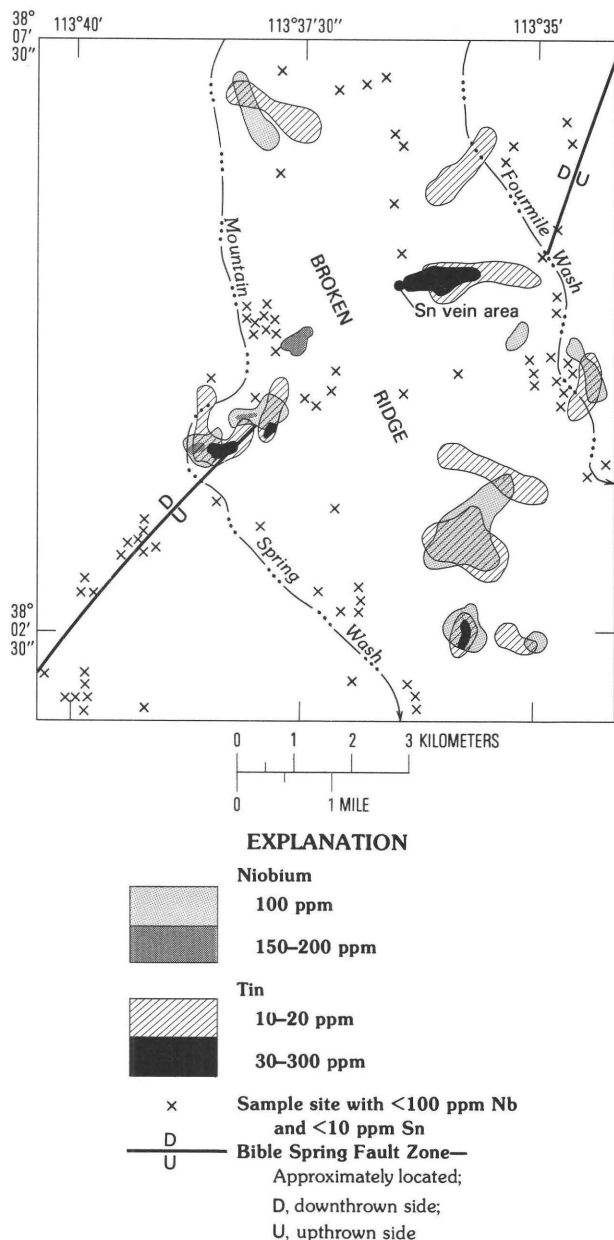 113°40′ 113°37′30″ 113°35′
38°
07′
30″
D U
Fourmile
Wash
Mountain
BROKEN
Sn vein area
RIDGE
D
U
Spring
Wash
38°
02′
30″
0 1 2 3 KILOMETERS
0 1 MILE
EXPLANATION
Niobium
100 ppm
150–200 ppm
Tin
10–20 ppm
30–300 ppm
× Sample site with <100 ppm Nb
and <10 ppm Sn
D
U
Bible Spring Fault Zone—
Approximately located;
D, downthrown side;
U, upthrown side